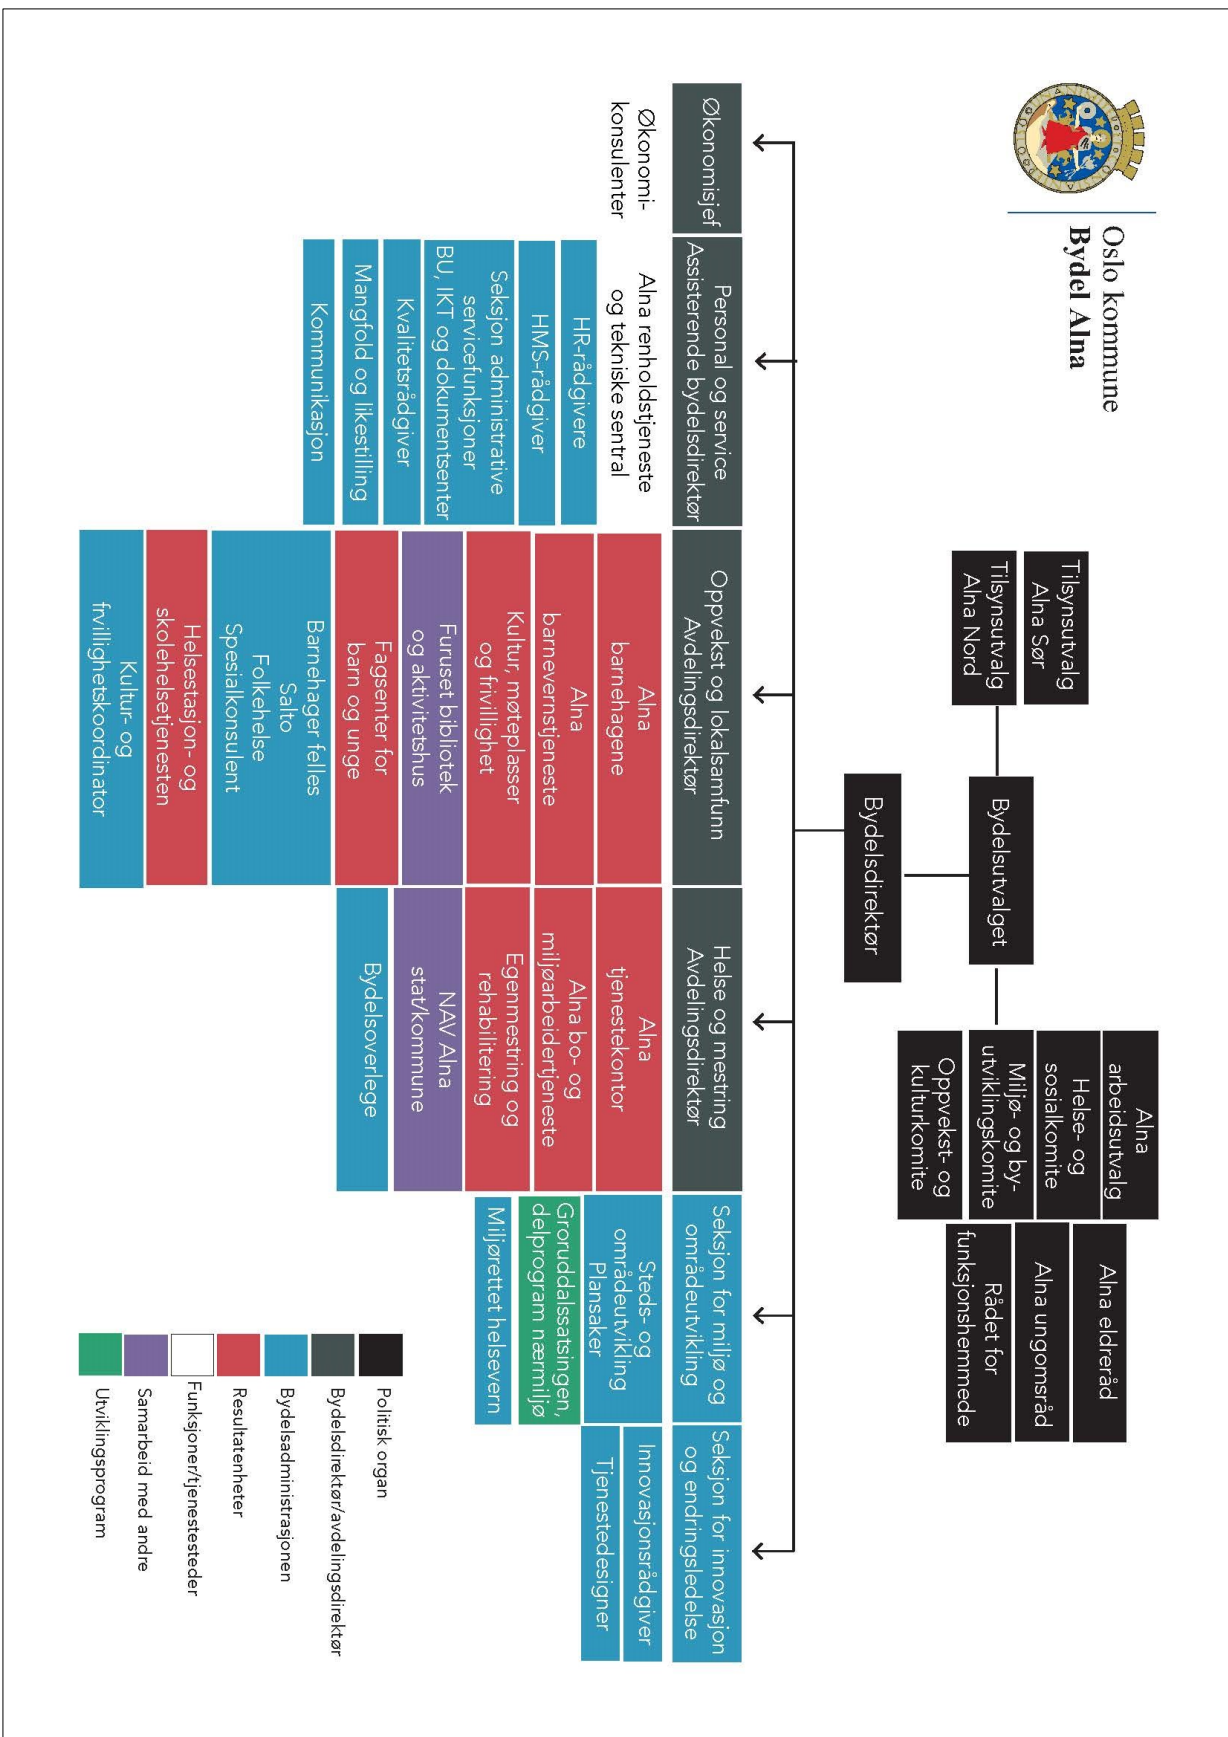 Oslo kommune
Bydel Alna
Tilsynsutvalg
Alna Sør
Tilsynsutvalg
Alna Nord
Bydelsutvalget
Alna
arbeidsutvalg
Helse- og
sosialkomite
Miljø- og by-
utviklingskomite
Oppvekst- og
kulturkomite
Alna eldreråd
Alna ungomsråd
Rådet for
funksjonshemmede
Bydelsdirektør
Økonomisjef
Økonomi-
konsulenter
Personal og service
Assisterende bydelsdirektør
Alna renholdstjeneste
og tekniske sentral
HR-rådgivere
HMS-rådgiver
Seksjon administrative
servicefunksjoner
BU, IKT og dokumentsenter
Kvalitetsrådgiver
Mangfold og likestilling
Kommunikasjon
Oppvekst og lokalsamfunn
Avdelingsdirektør
Alna
barnehagene
Alna
barnevernstjeneste
Kultur, møteplasser
og frivillighet
Furuset bibliotek
og aktivitetshus
Fagsenter for
barn og unge
Barnehager felles
Salto
Folkehelse
Spesialkonsulent
Helsestasjon- og
skolehelsetjenesten
Kultur- og
frvillighetskoordinator
Helse og mestring
Avdelingsdirektør
Alna
tjenestekontor
Alna bo- og
miljøarbeidertjeneste
Egenmestring og
rehabilitering
NAV Alna
stat/kommune
Bydelsoverlege
Seksjon for miljø og
områdeutvikling
Steds- og
områdeutvikling
Plansaker
Groruddalssatsingen,
delprogram nærmiljø
Miljørettet helsevern
Seksjon for innovasjon
og endringsledelse
Innovasjonsrådgiver
Tjenestedesigner
Politisk organ
Bydelsdirektør/avdelingsdirektør
Bydelsadministrasjonen
Resultatenheter
Funksjoner/tjenestesteder
Samarbeid med andre
Utviklingsprogram